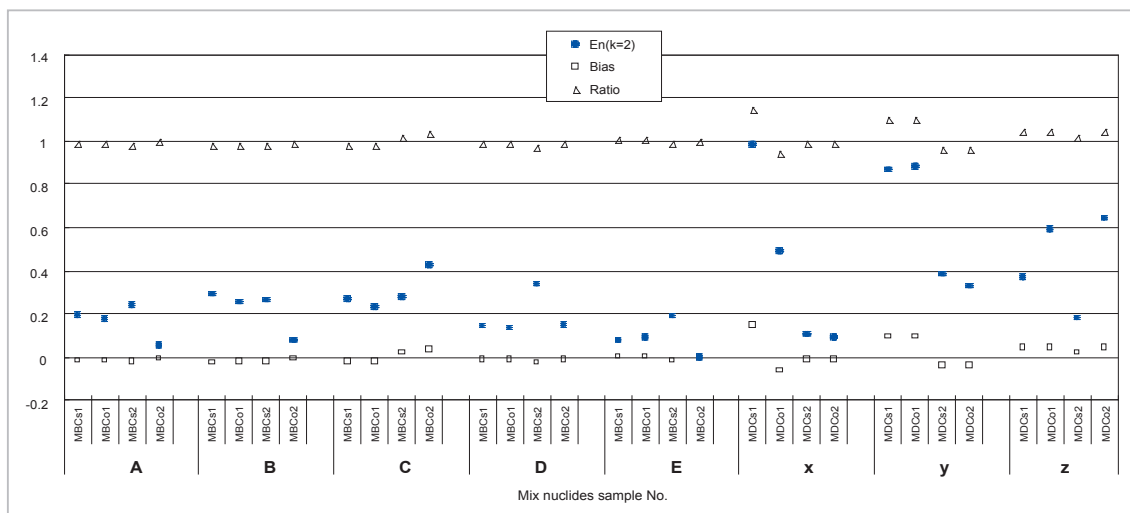 En(k=2)
Bias
Ratio
1.4
1.2
1
0.8
0.6
0.4
0.2
0
-0.2
MBCs1 MBCo1 MBCs2 MBCo2 MBCs1 MBCo1 MBCs2 MBCo2 MBCs1 MBCo1 MBCs2 MBCo2 MBCs1 MBCo1 MBCs2 MBCo2 MBCs1 MBCo1 MBCs2 MBCo2 MDCs1 MDCo1 MDCs2 MDCo2 MDCs1 MDCo1 MDCs2 MDCo2 MDCs1 MDCo1 MDCs2 MDCo2
A B C D E x y z
Mix nuclides sample No.